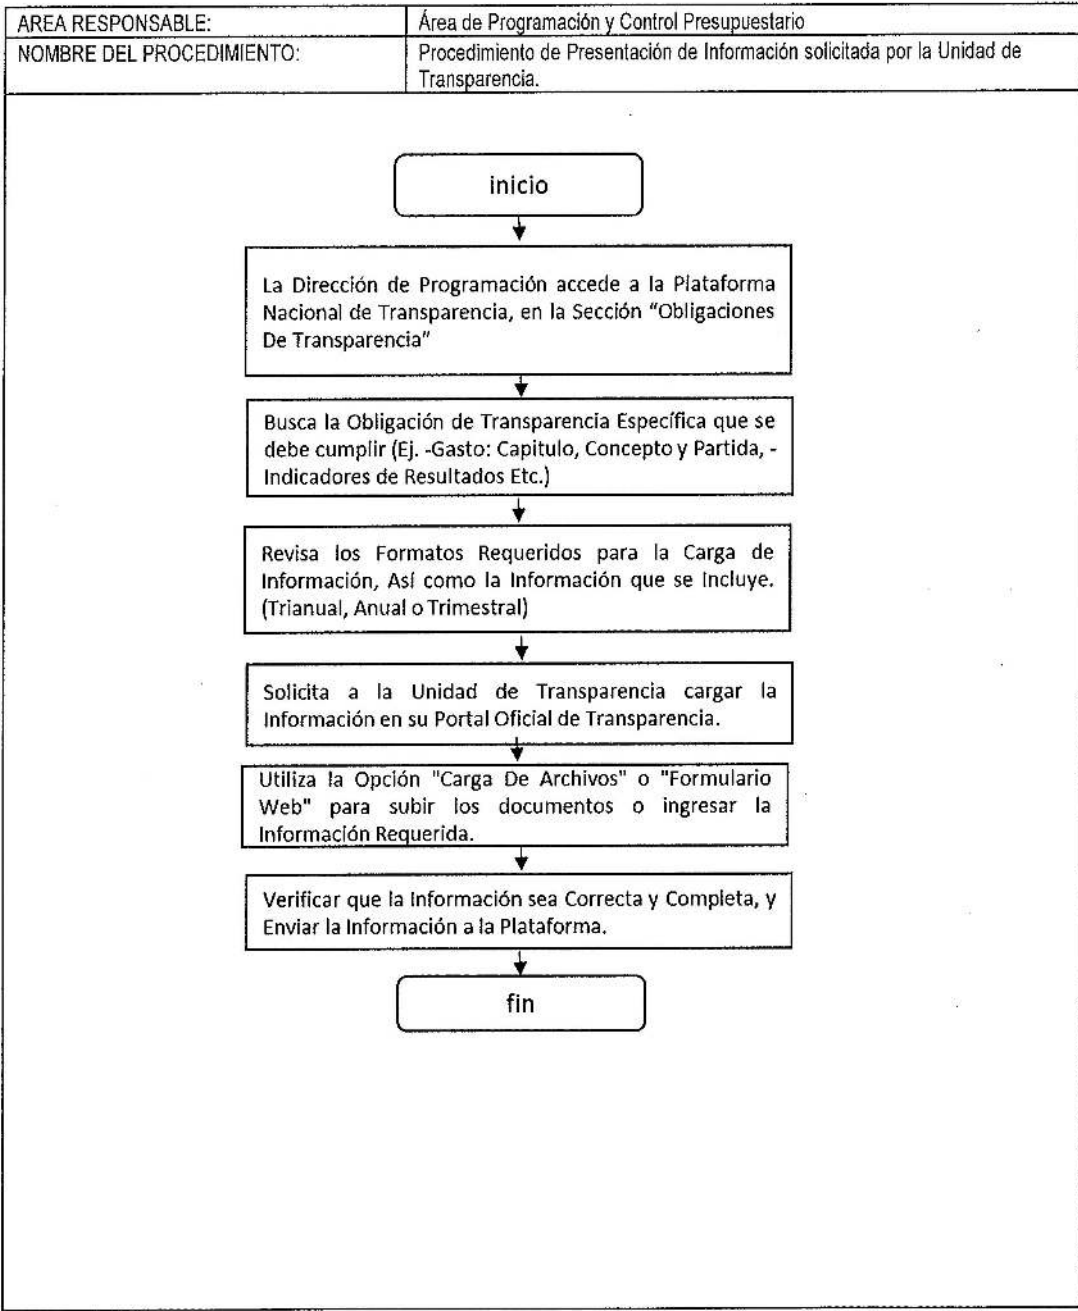 AREA RESPONSABLE:
Área de Programación y Control Presupuestario
NOMBRE DEL PROCEDIMIENTO:
Procedimiento de Presentación de Información solicitada por la Unidad de
Transparencia.
inicio
La Dirección de Programación accede a la Plataforma
Nacional de Transparencia, en la Sección "Obligaciones
De Transparencia"
Busca la Obligación de Transparencia Específica que se
debe cumplir (Ej. -Gasto: Capitulo, Concepto y Partida, -
Indicadores de Resultados Etc.)
Revisa los Formatos Requeridos para la Carga de
Información, Así como la Información que se Incluye.
(Trianual, Anual o Trimestral)
Solicita a la Unidad de Transparencia cargar la
Información en su Portal Oficial de Transparencia.
Utiliza la Opción "Carga De Archivos" o "Formulario
Web" para subir los documentos o ingresar la
Información Requerida.
Verificar que la Información sea Correcta y Completa, y
Enviar la Información a la Plataforma.
fin